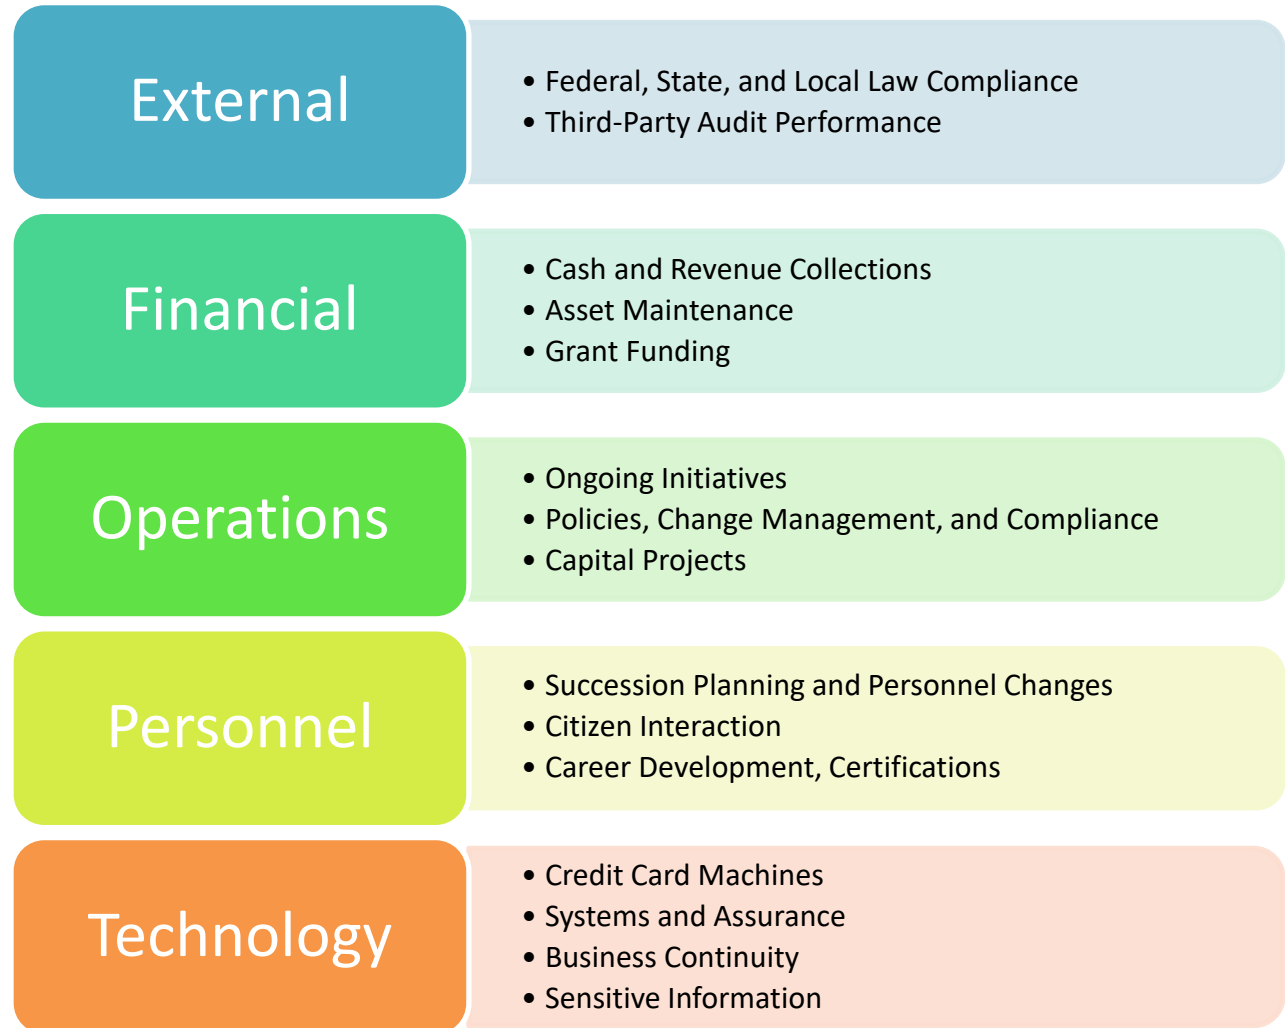 External
• Federal, State, and Local Law Compliance
• Third-Party Audit Performance
Financial
• Cash and Revenue Collections
• Asset Maintenance
• Grant Funding
Operations
• Ongoing Initiatives
• Policies, Change Management, and Compliance
• Capital Projects
Personnel
• Succession Planning and Personnel Changes
• Citizen Interaction
• Career Development, Certifications
Technology
• Credit Card Machines
• Systems and Assurance
• Business Continuity
• Sensitive Information